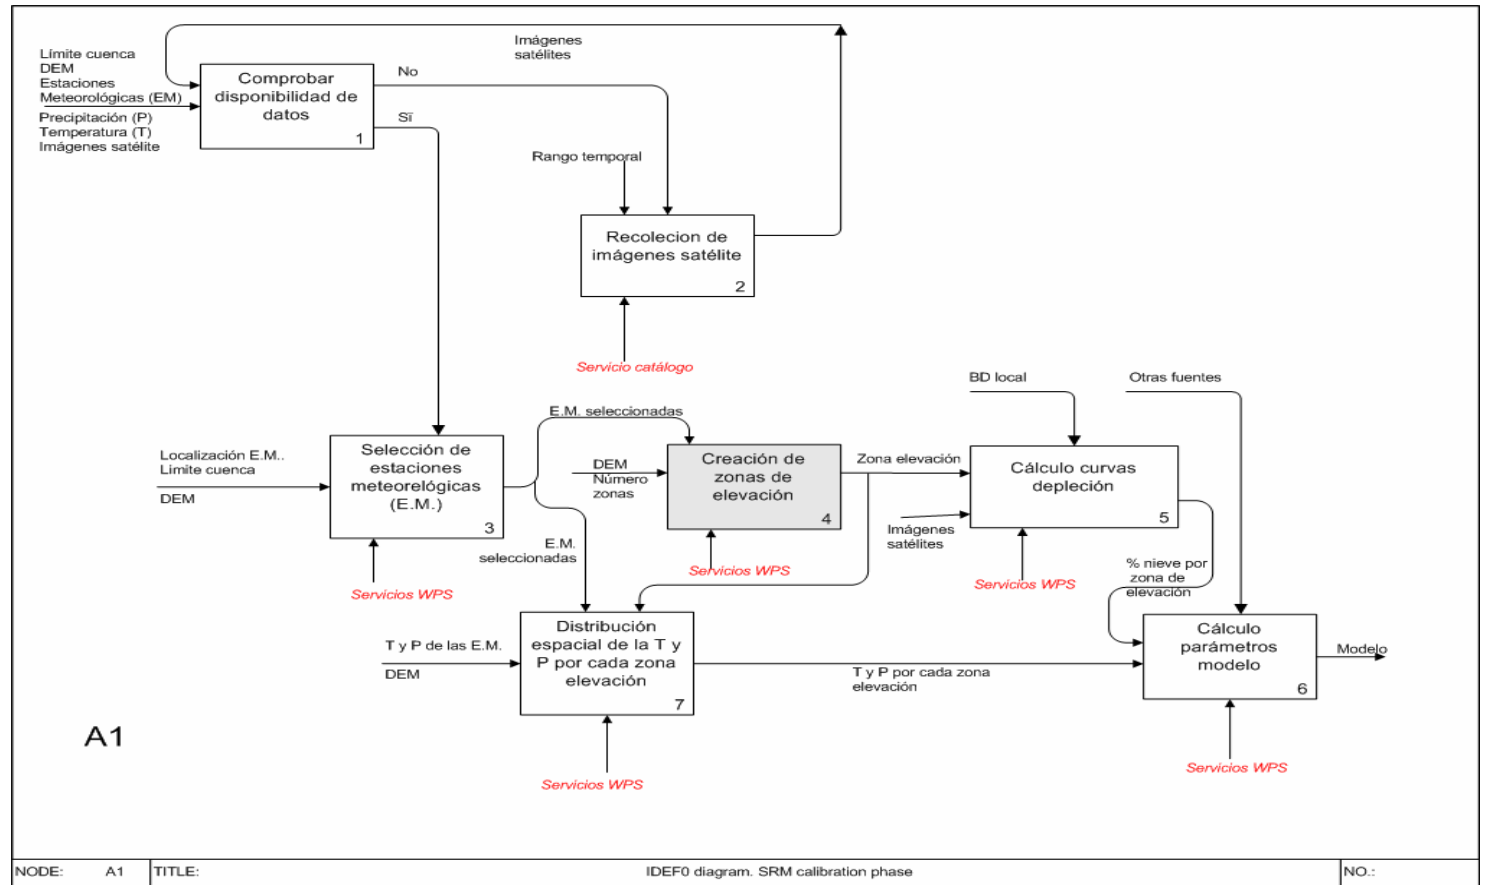 Imágenes
satélites
Límite cuenca
DEM
Estaciones
Meteorológicas (EM)
Precipitación (P)
Temperatura (T)
Imágenes satélite
Comprobar
disponibilidad de
datos
1
No
Sï
Rango temporal
Recolecion de
imágenes satélite
2
Servicio catálogo
BD local
Otras fuentes
E.M. seleccionadas
Localización E.M..
Limite cuenca
DEM
Selección de
estaciones
meteorelógicas
(E.M.)
3
Servicios WPS
DEM
Número
zonas
Creación de
zonas de
elevación
4
Servicios WPS
Zona elevación
Imágenes
satélites
Cálculo curvas
depleción
5
Servicios WPS
E.M.
seleccionadas
% nieve por
zona de
elevación
T y P de las E.M.
DEM
Distribución
espacial de la T y
P por cada zona
elevación
7
Servicios WPS
T y P por cada zona
elevación
Cálculo
parámetros
modelo
6
Modelo
Servicios WPS
A1
NODE: A1 TITLE: IDEF0 diagram. SRM calibration phase NO.: